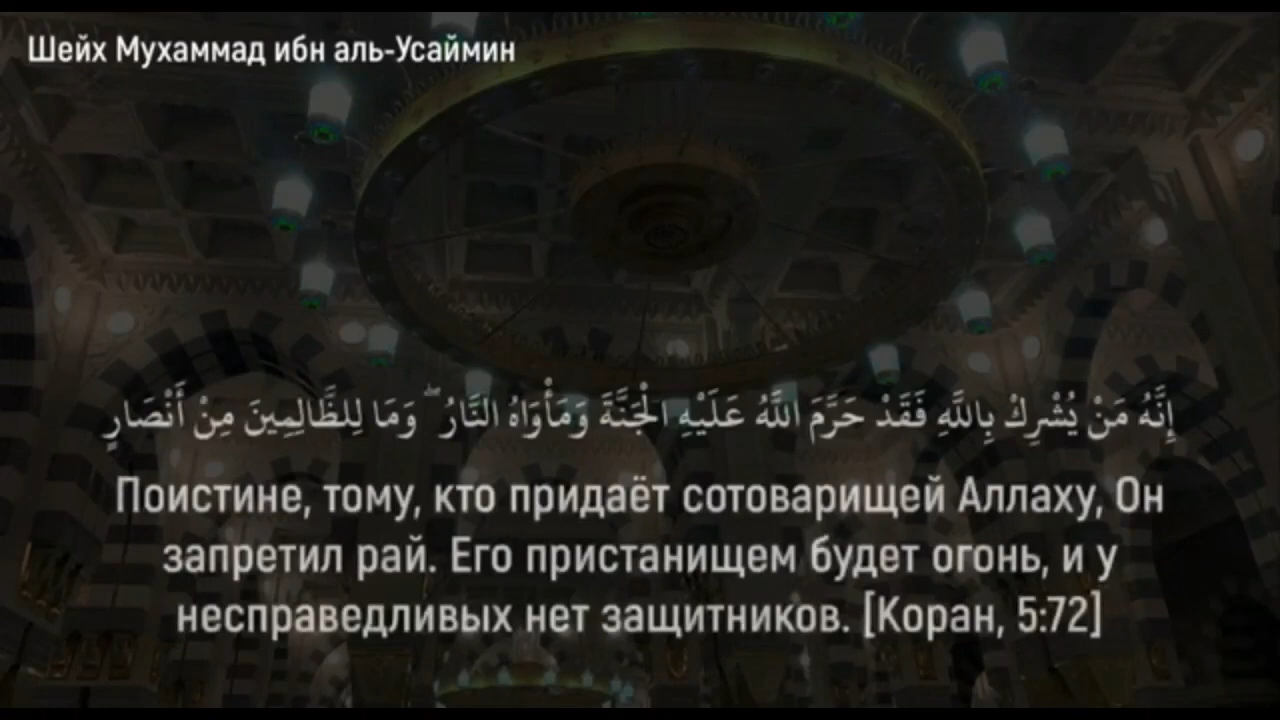 Шейх Мухаммад ибн аль-Усаймин
إِنَّهُ مَنْ يُشْرِكْ بِاللَّهِ فَقَدْ حَرَّمَ اللَّهُ عَلَيْهِ الْجَنَّةَ وَمَأْوَاهُ النَّارُ ۖ وَمَا لِلظَّالِمِينَ مِنْ أَنْصَارٍ
Поистине, тому, кто придаёт сотоварищей Аллаху, Он
запретил рай. Его пристанищем будет огонь, и у
несправедливых нет защитников. [Коран, 5:72]